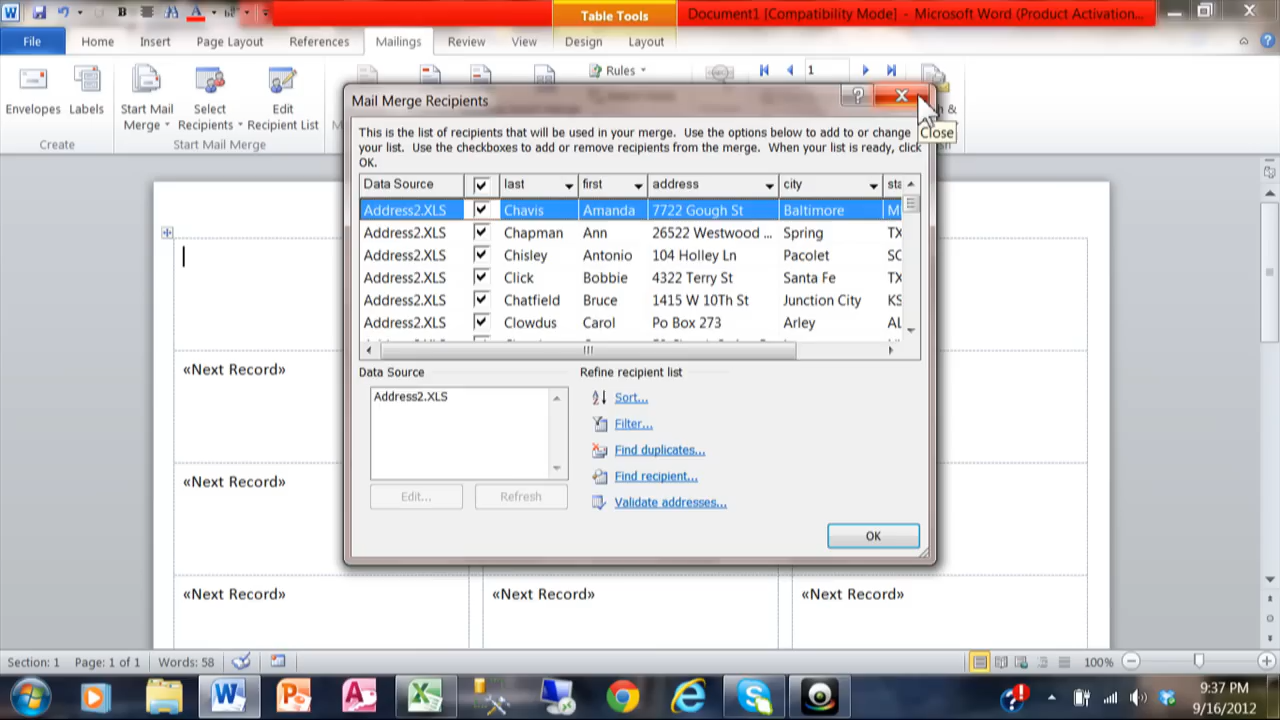 Table Tools
Document1 [Compatibility Mode] - Microsoft Word (Product Activation...
File Home Insert Page Layout References Mailings Review View Design Layout
Envelopes Labels
Start Mail Merge
Select Recipients
Edit Recipient List
Rules
1
Create
Start Mail Merge
Mail Merge Recipients
Close
This is the list of recipients that will be used in your merge. Use the options below to add to or change
your list. Use the checkboxes to add or remove recipients from the merge. When your list is ready, click
OK.
Data Source last first address city sta
Address2.XLS Chavis Amanda 7722 Gough St Baltimore M
Address2.XLS Chapman Ann 26522 Westwood ... Spring TX
Address2.XLS Chisley Antonio 104 Holley Ln Pacolet SC
Address2.XLS Click Bobbie 4322 Terry St Santa Fe TX
Address2.XLS Chatfield Bruce 1415 W 10Th St Junction City KS
Address2.XLS Clowdus Carol Po Box 273 Arley AL
Data Source
Refine recipient list
Address2.XLS
Sort...
Filter...
Find duplicates...
Find recipient...
Validate addresses...
Edit... Refresh
OK
«Next Record»
«Next Record»
«Next Record» «Next Record» «Next Record»
Section: 1 Page: 1 of 1 Words: 58
100%
9:37 PM
9/16/2012